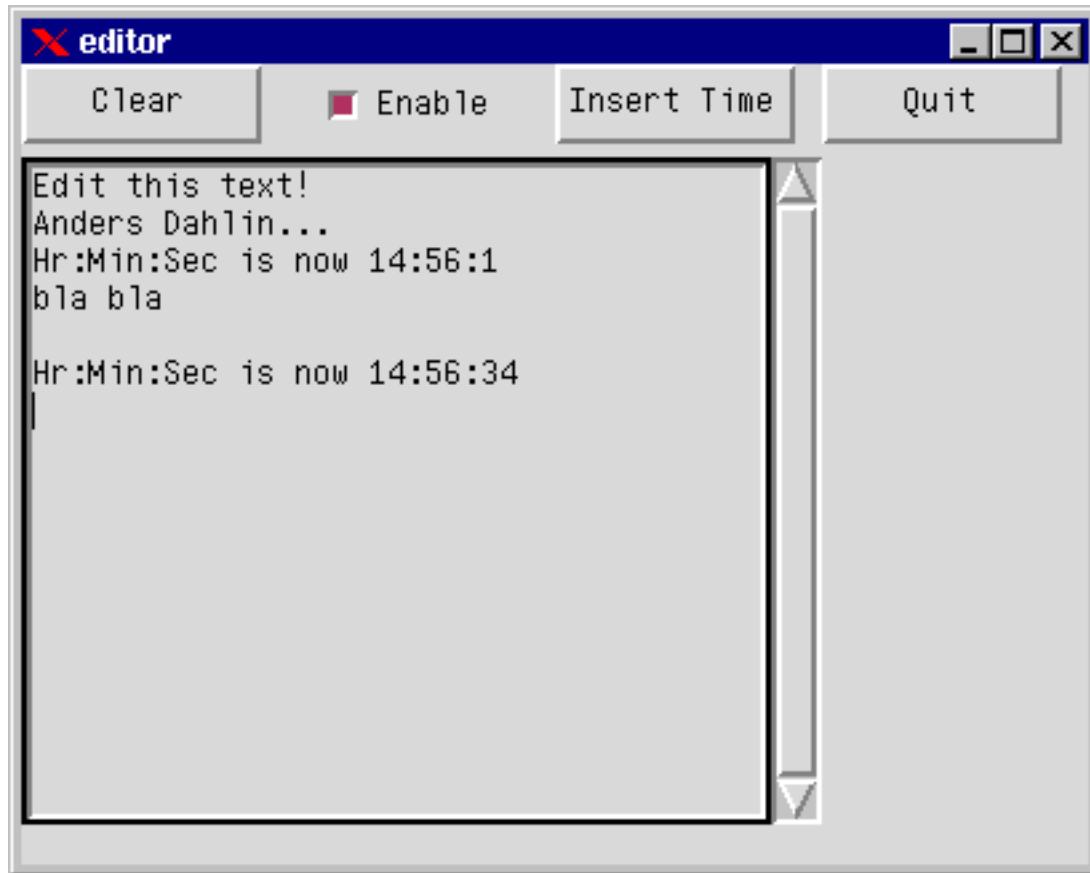 editor
Clear Enable Insert Time Quit
Edit this text!
Anders Dahlin...
Hr:Min:Sec is now 14:56:1
bla bla
Hr:Min:Sec is now 14:56:34